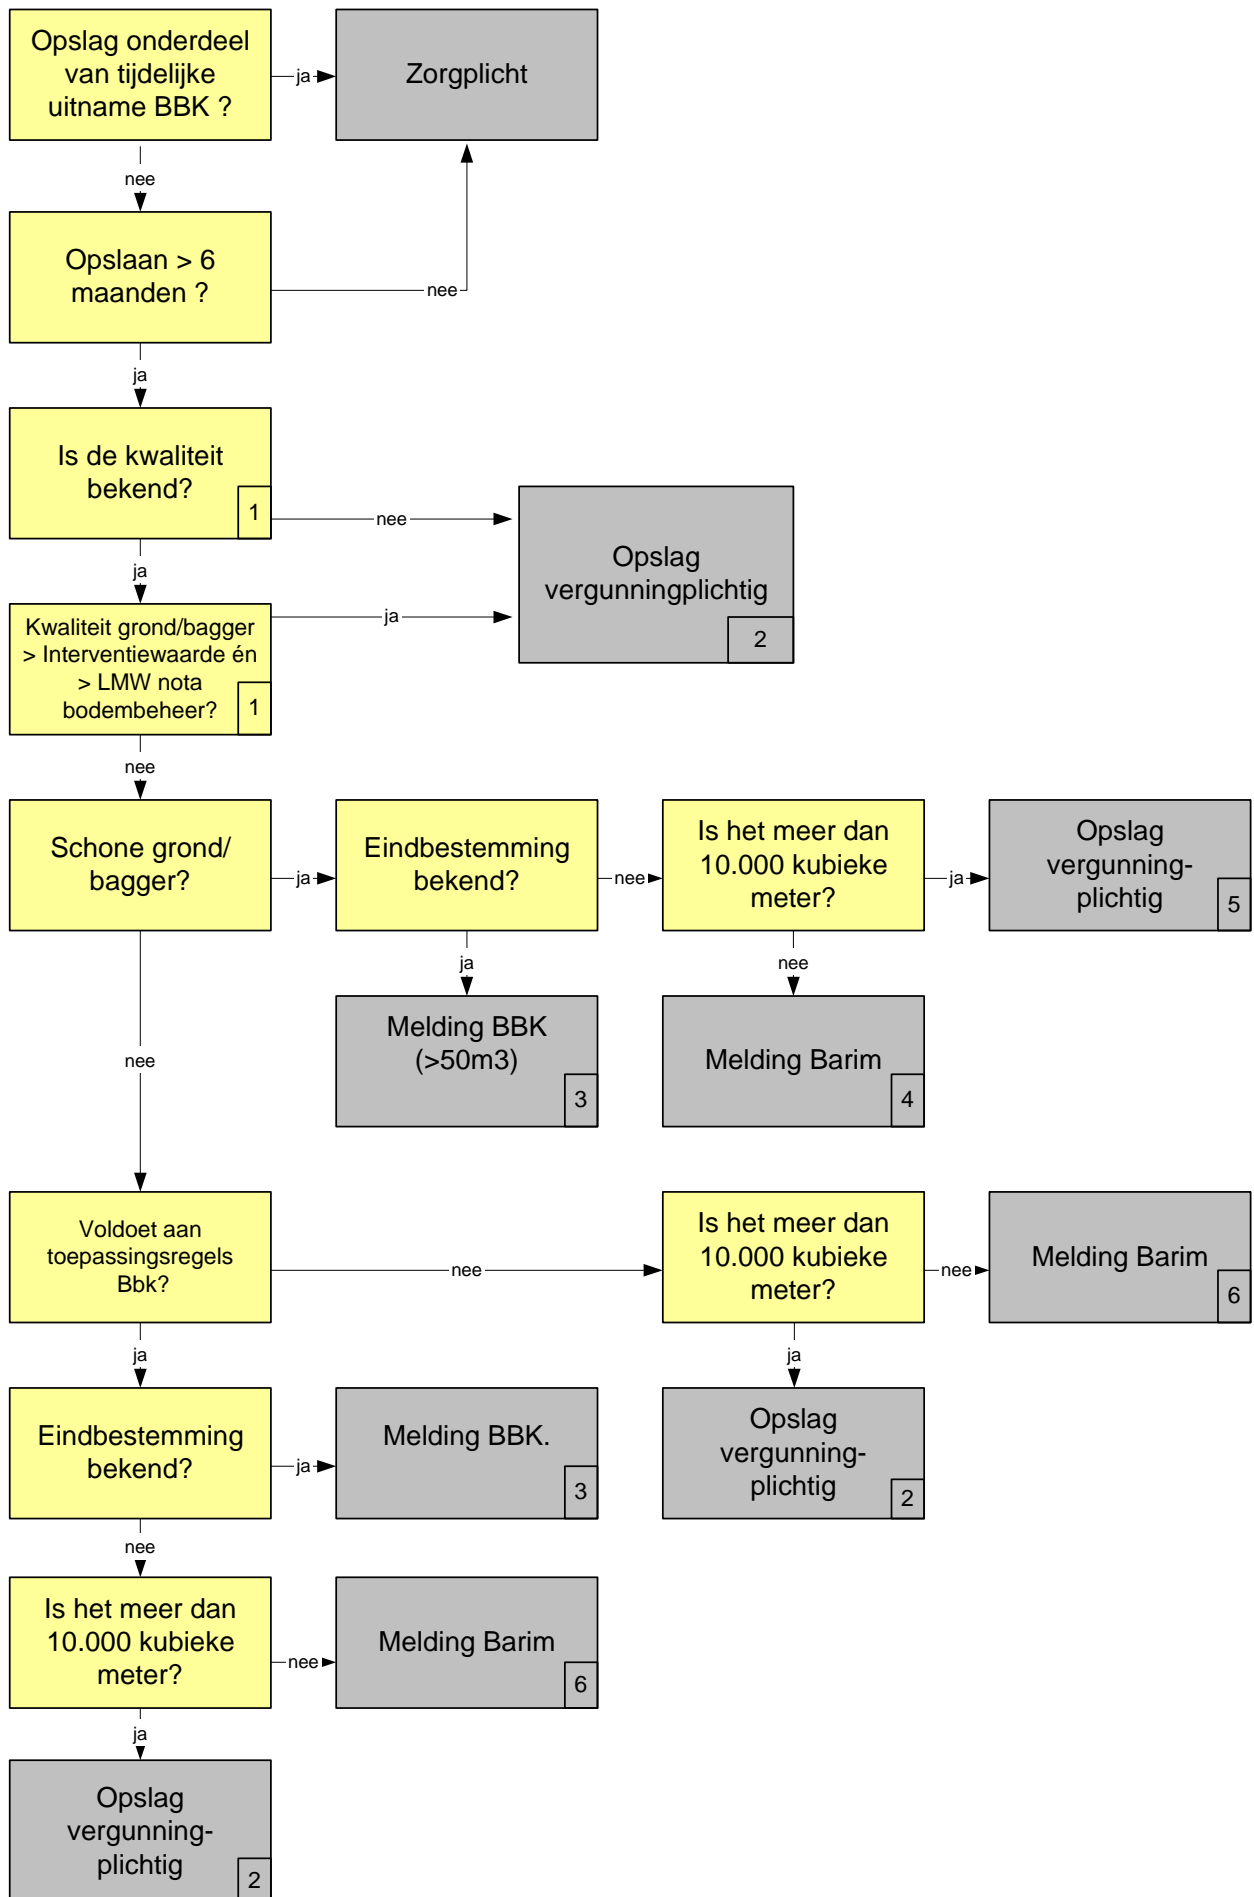 Opslag onderdeel
van tijdelijke
uitname BBK ?
ja
Zorgplicht
nee
Opslaan > 6
maanden ?
nee
ja
Is de kwaliteit
bekend?
1
nee
Opslag
vergunningplichtig
2
ja
Kwaliteit grond/bagger
> Interventiewaarde én
> LMW nota
bodembeheer?
1
ja
nee
Schone grond/
bagger?
ja
Eindbestemming
bekend?
nee
Is het meer dan
10.000 kubieke
meter?
ja
Opslag
vergunning-
plichtig
5
ja
nee
Melding BBK
(>50m3)
3
Melding Barim
4
nee
Voldoet aan
toepassingsregels
Bbk?
nee
Is het meer dan
10.000 kubieke
meter?
nee
Melding Barim
6
ja
ja
Eindbestemming
bekend?
ja
Melding BBK.
3
Opslag
vergunning-
plichtig
2
nee
Is het meer dan
10.000 kubieke
meter?
nee
Melding Barim
6
ja
Opslag
vergunning-
plichtig
2